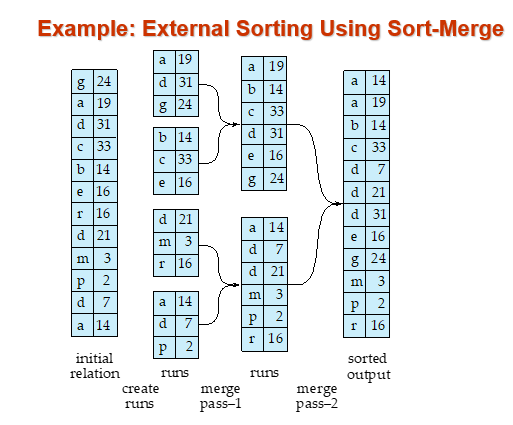 Example: External Sorting Using Sort-Merge
g 24
a 19
d 31
c 33
b 14
e 16
r 16
d 21
m 3
p 2
d 7
a 14
initial
relation
a 19
d 31
g 24
b 14
c 33
e 16
d 21
m 3
r 16
a 14
d 7
p 2
runs
create
runs
a 19
b 14
c 33
d 31
e 16
g 24
a 14
d 7
d 21
m 3
p 2
r 16
runs
merge
pass–1
a 14
a 19
b 14
c 33
d 7
d 21
d 31
e 16
g 24
m 3
p 2
r 16
sorted
output
merge
pass–2